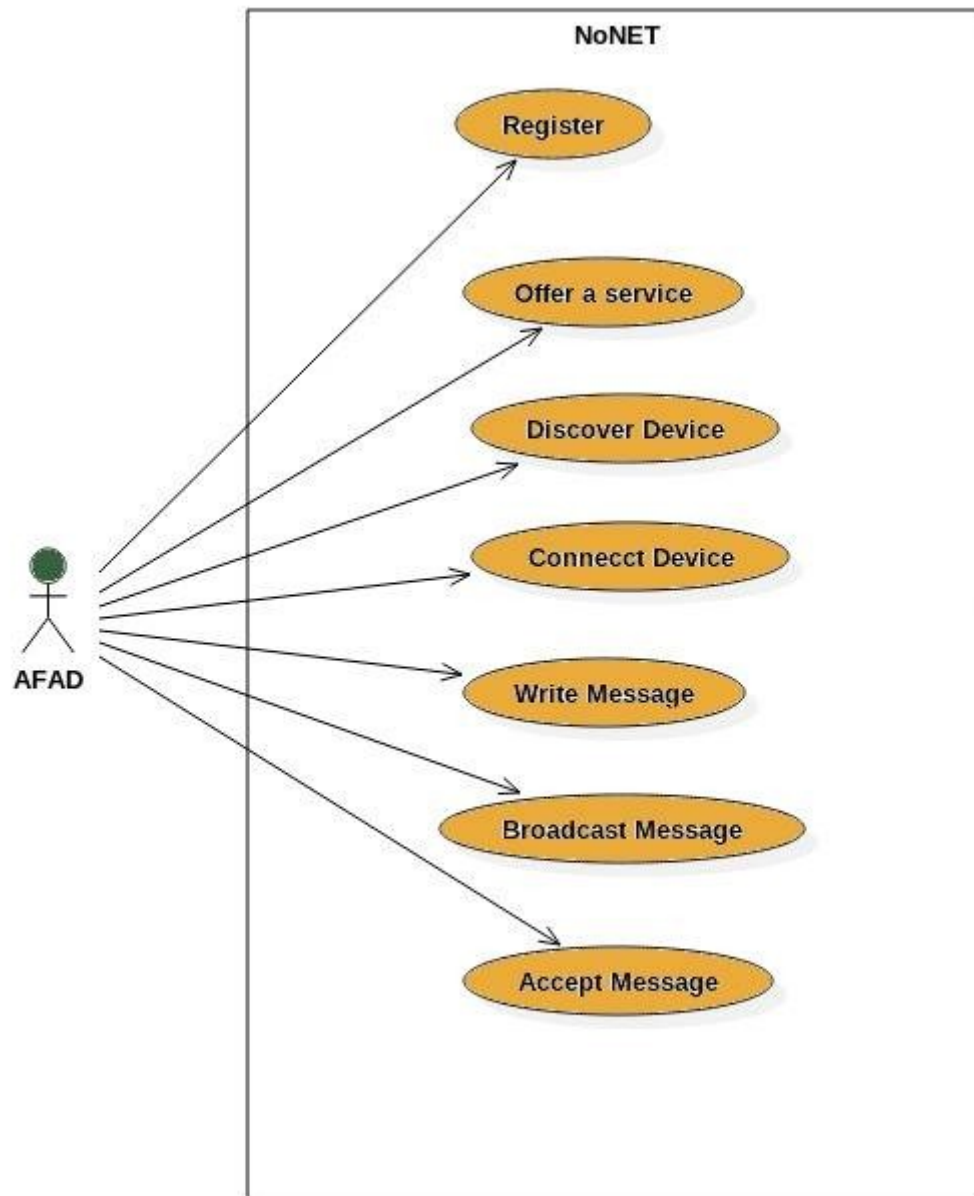 NoNET
Register
Offer a service
Discover Device
Connecct Device
AFAD
Write Message
Broadcast Message
Accept Message